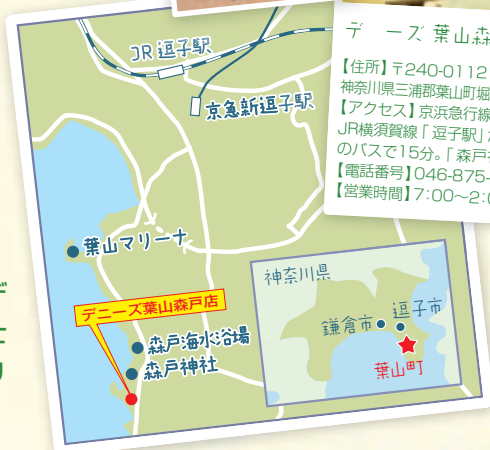 デニーズ 葉山森
【住所】〒240-0112
神奈川県三浦郡葉山町堀
【アクセス】京浜急行線
JR横須賀線「逗子駅」
のバスで15分。「森戸
【電話番号】046-875-
【営業時間】7:00〜2:0
JR 逗子駅
京急新逗子駅
葉山マリーナ
デニーズ葉山森戸店
森戸海水浴場
森戸神社
神奈川県
鎌倉市
逗子市
葉山町
デ